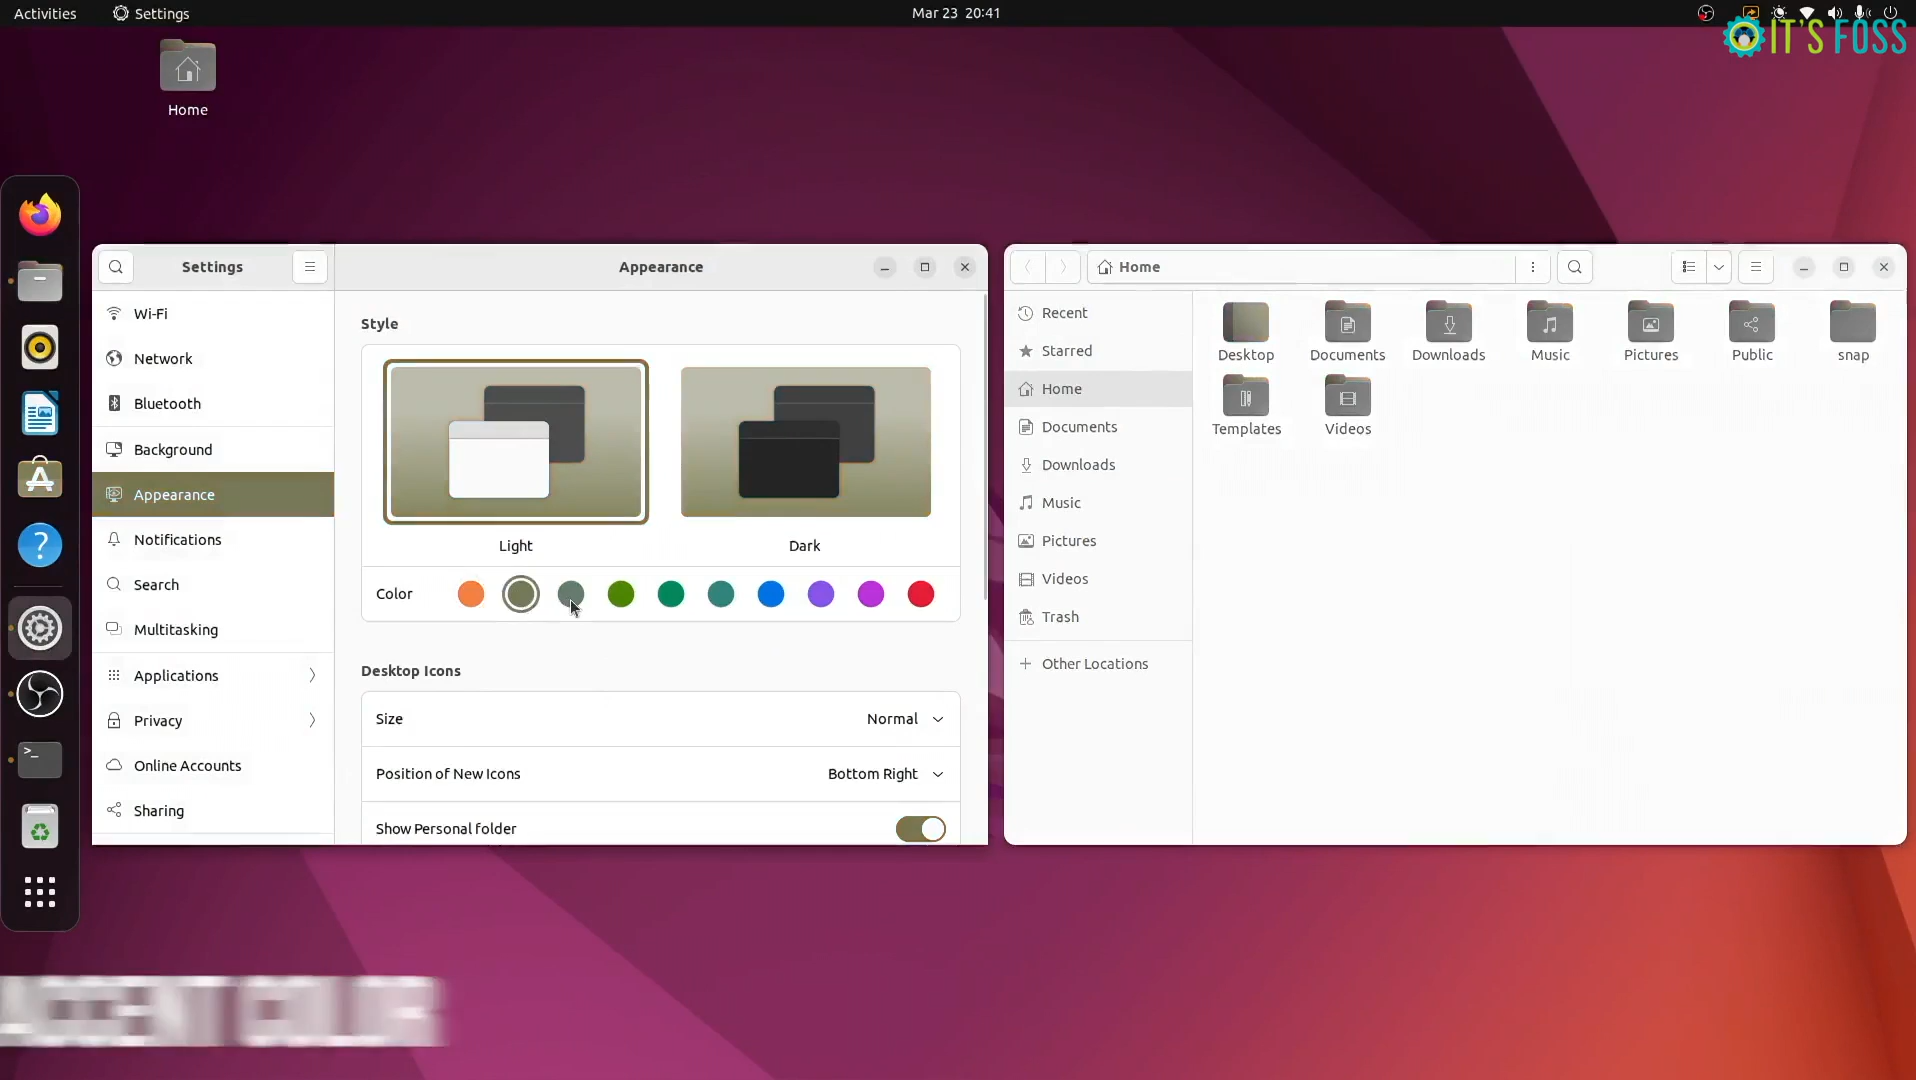 Activities
Settings
Mar 23 20:41
IT'S FOSS
Home
Settings
Appearance
Wi-Fi
Network
Bluetooth
Background
Appearance
Notifications
Search
Multitasking
Applications
Privacy
Online Accounts
Sharing
Style
Light
Dark
Color
Desktop Icons
Size
Normal
Position of New Icons
Bottom Right
Show Personal folder
Home
Recent
Starred
Home
Documents
Downloads
Music
Pictures
Videos
Trash
Other Locations
Desktop
Documents
Downloads
Music
Pictures
Public
snap
Templates
Videos
ACCENT COLOR